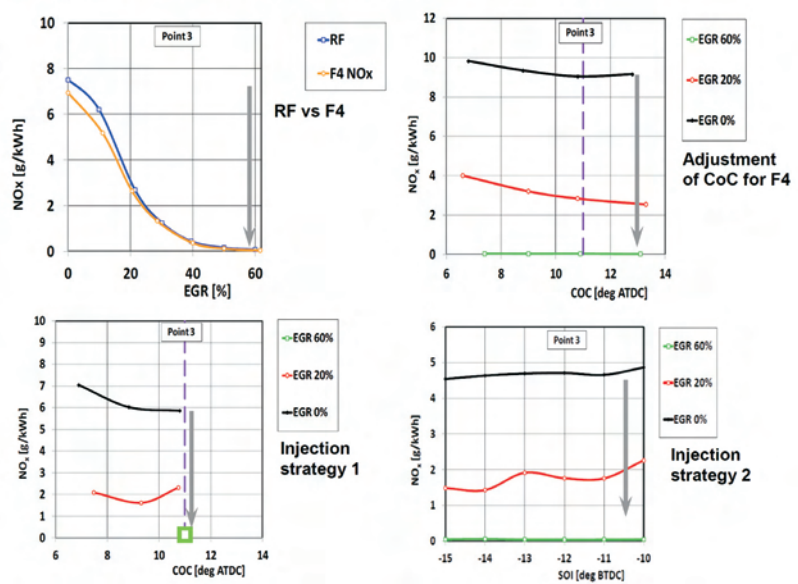 10
8
6
4
2
0
NOx [g/kWh]
Point 3
0
20
40
60
EGR [%]
RF
F4 NOx
RF vs F4
12
10
8
6
4
2
0
NOx [g/kWh]
Point 3
6
8
10
12
14
COC [deg ATDC]
EGR 60%
EGR 20%
EGR 0%
Adjustment
of CoC for F4
10
9
8
7
6
5
4
3
2
1
0
NOx [g/kWh]
Point 3
6
8
10
12
14
COC [deg ATDC]
EGR 60%
EGR 20%
EGR 0%
Injection
strategy 1
6
5
4
3
2
1
0
NOx [g/kWh]
Point 3
-15
-14
-13
-12
-11
-10
SOI [deg BTDC]
EGR 60%
EGR 20%
EGR 0%
Injection
strategy 2